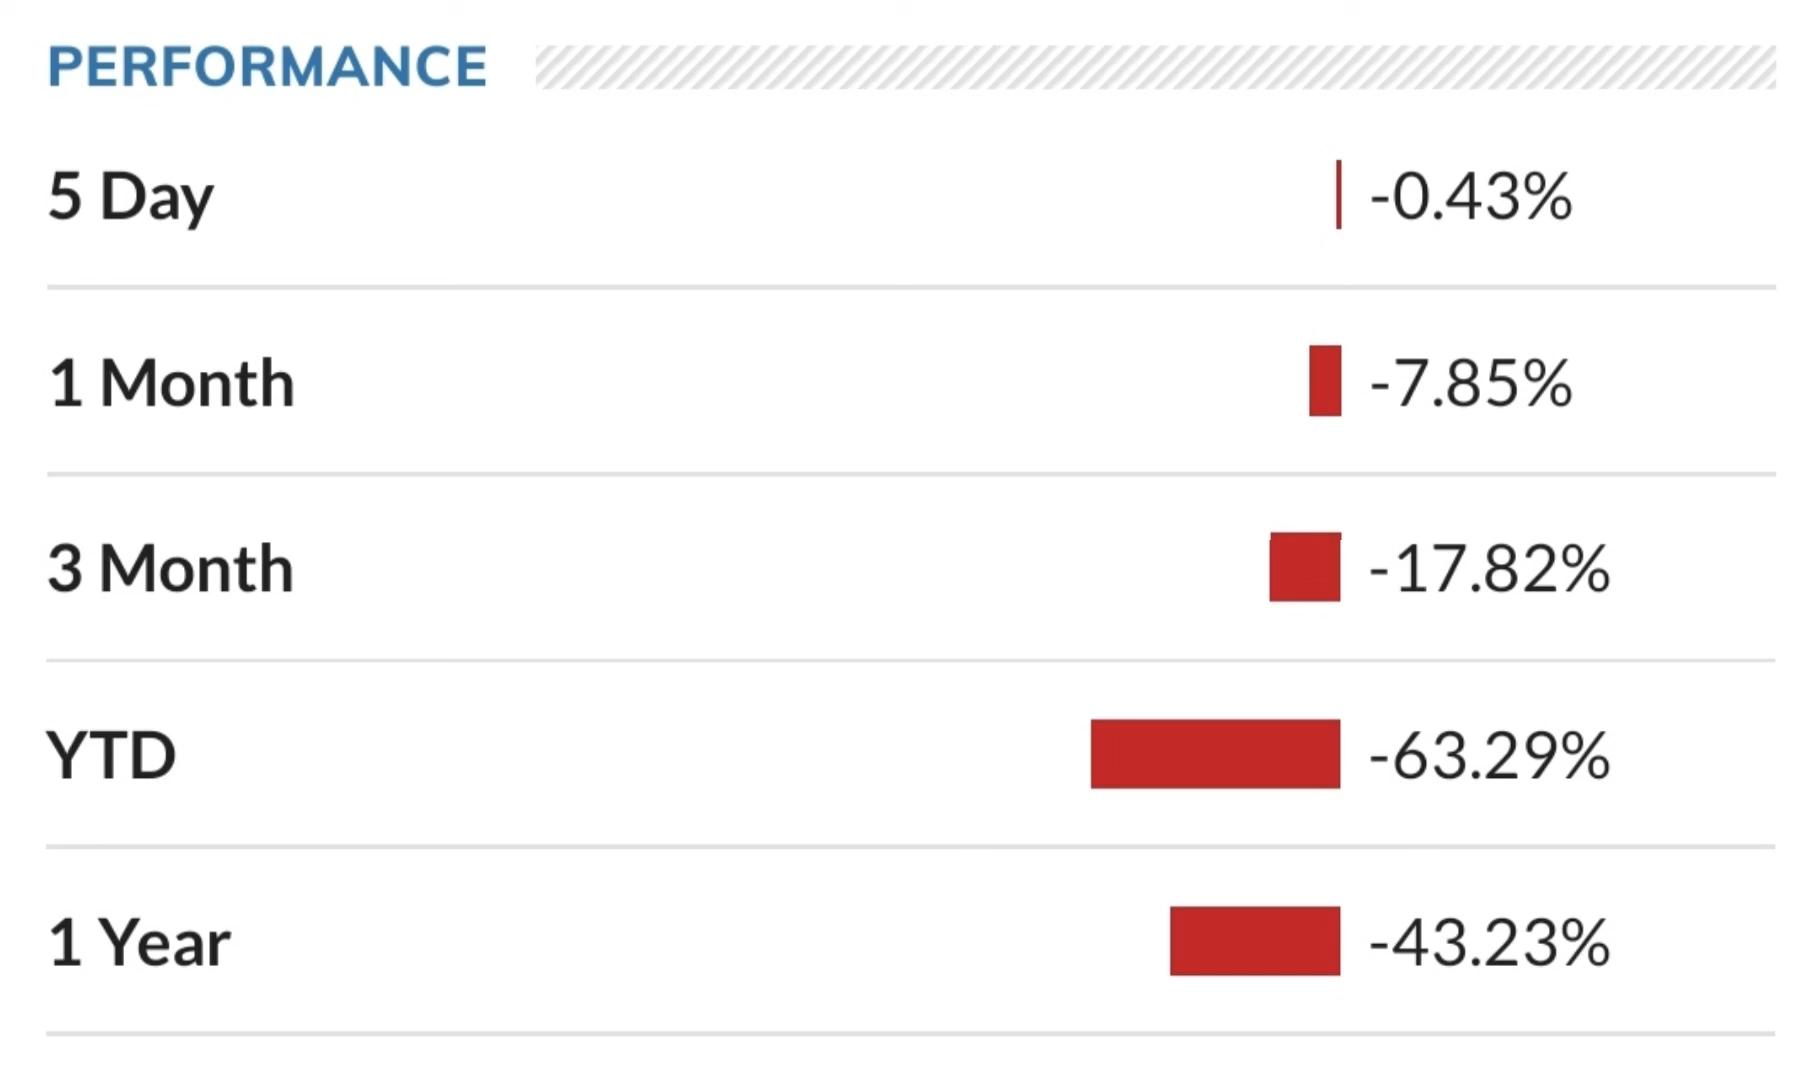 PERFORMANCE
5 Day -0.43%
1 Month -7.85%
3 Month -17.82%
YTD -63.29%
1 Year -43.23%